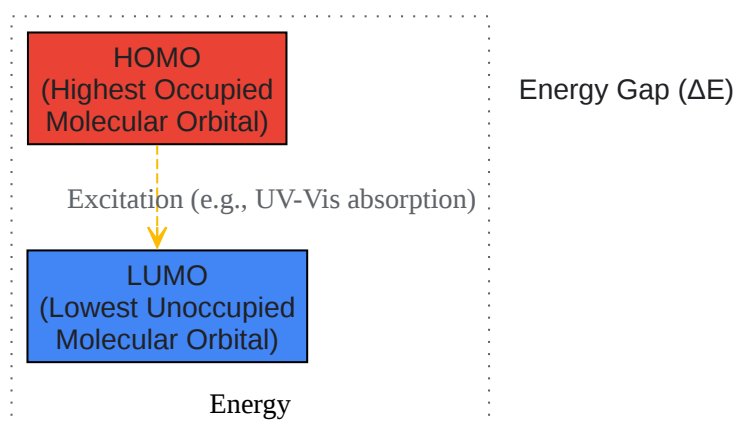 HOMO
(Highest Occupied
Molecular Orbital)
Energy Gap (ΔE)
Excitation (e.g., UV-Vis absorption)
LUMO
(Lowest Unoccupied
Molecular Orbital)
Energy